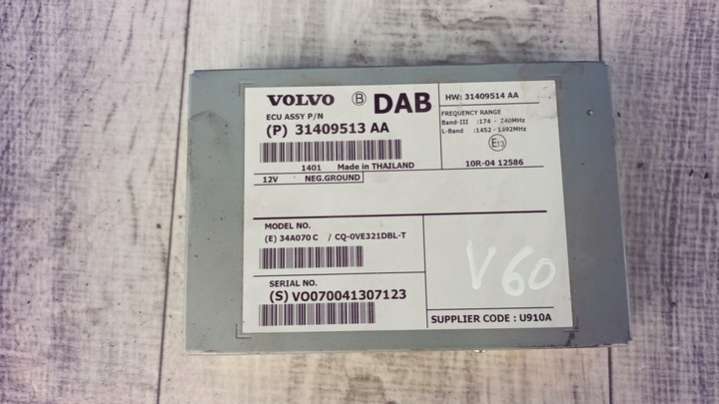 VOLVO Ⓑ DAB
ECU ASSY P/N
(P) 31409513 AA
1401 Made in THAILAND
12V NEG.GROUND
HW: 31409514 AA
FREQUENCY RANGE
Band-III :174 - 240MHz
L-Band :1452 - 1492MHz
E13
10R-04 12586
MODEL NO.
(E) 34A070 C / CQ-0VE321DBL-T
SERIAL NO.
(S) VO070041307123
V60
SUPPLIER CODE : U910A